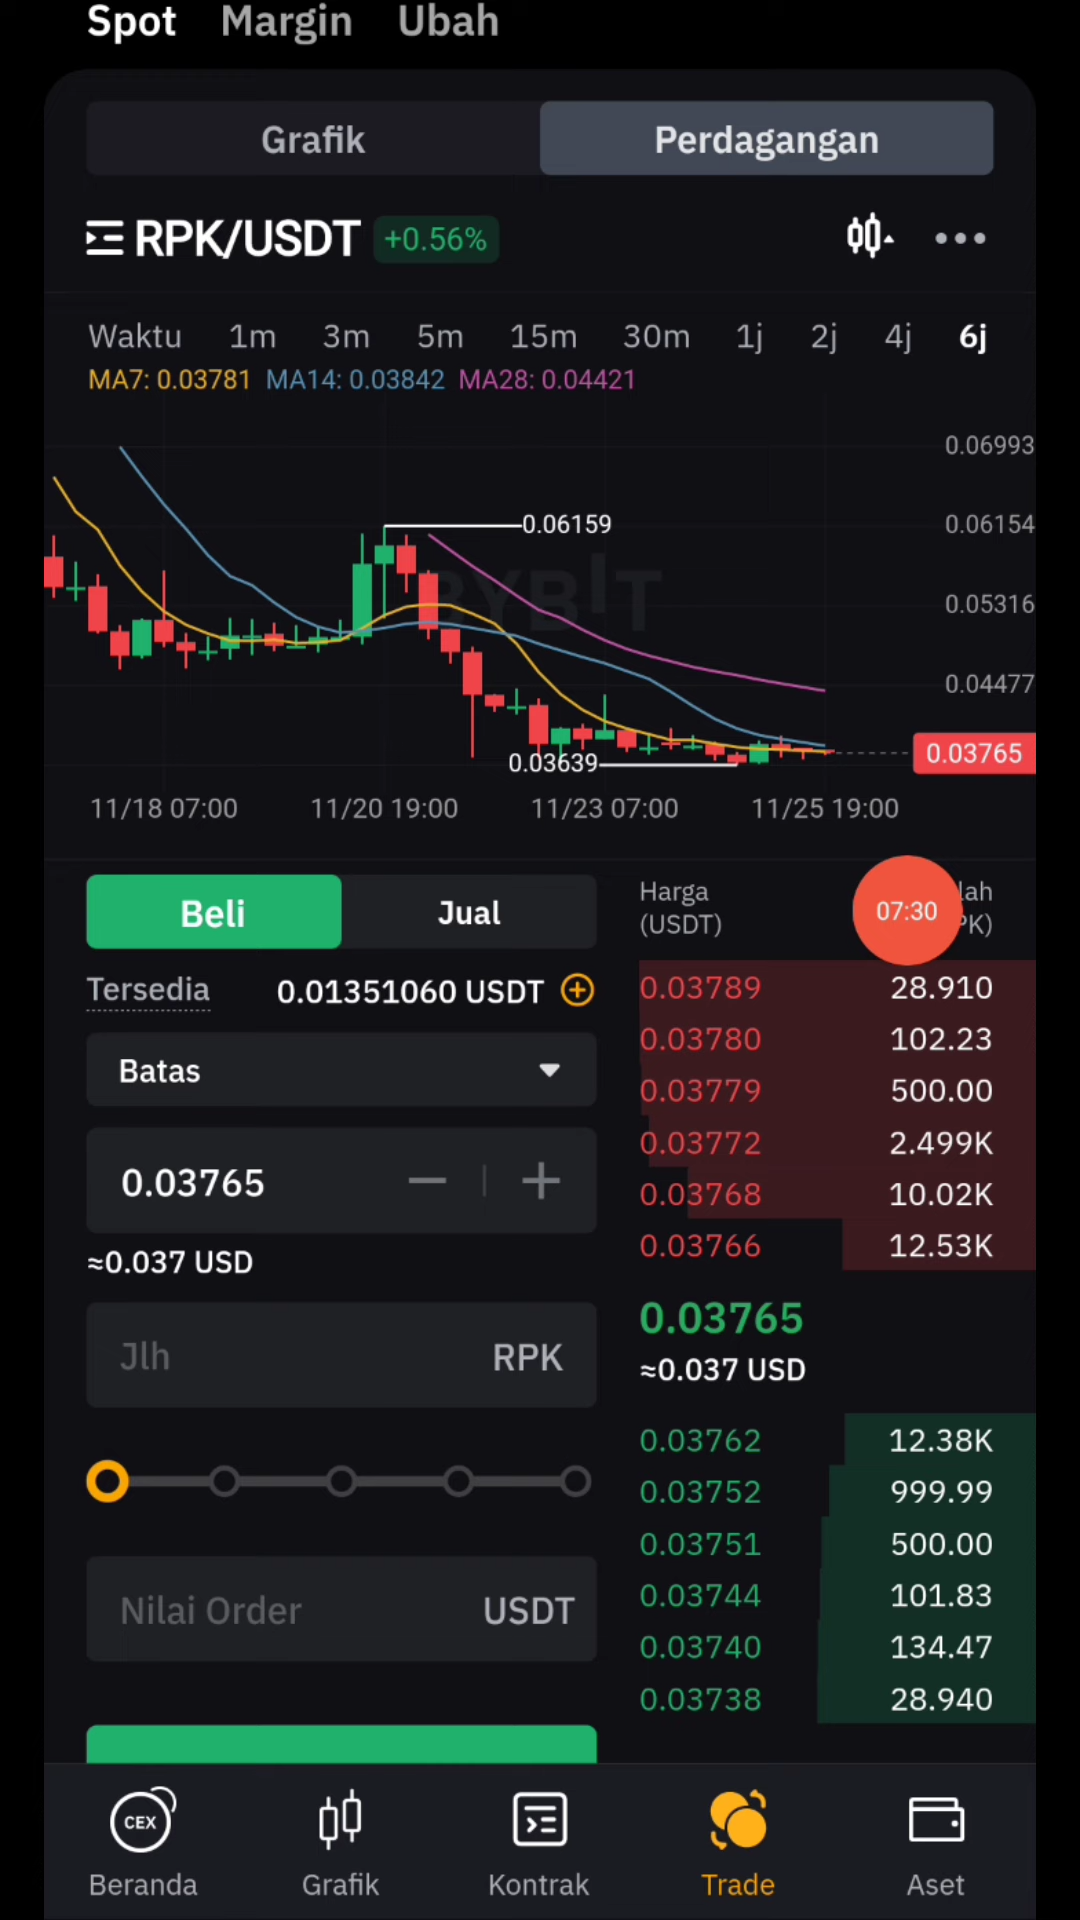 Spot Margin Ubah
Grafik Perdagangan
RPK/USDT +0.56%
Waktu 1m 3m 5m 15m 30m 1j 2j 4j 6j
MA7: 0.03781 MA14: 0.03842 MA28: 0.04421
0.06993
0.06159
0.06154
BYBIT
0.05316
0.04477
0.03765
0.03639
11/18 07:00 11/20 19:00 11/23 07:00 11/25 19:00
Beli Jual
Tersedia 0.01351060 USDT
Batas
0.03765
≈0.037 USD
Jlh RPK
Nilai Order USDT
Harga lah
(USDT) PK)
07:30
0.03789 28.910
0.03780 102.23
0.03779 500.00
0.03772 2.499K
0.03768 10.02K
0.03766 12.53K
0.03765
≈0.037 USD
0.03762 12.38K
0.03752 999.99
0.03751 500.00
0.03744 101.83
0.03740 134.47
0.03738 28.940
CEX
Beranda Grafik Kontrak Trade Aset